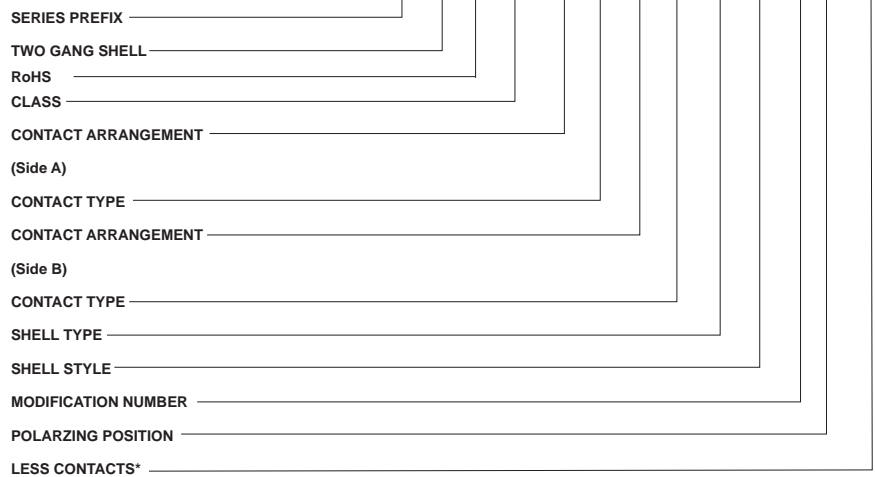 SERIES PREFIX
TWO GANG SHELL
RoHS
CLASS
CONTACT ARRANGEMENT
(Side A)
CONTACT TYPE
CONTACT ARRANGEMENT
(Side B)
CONTACT TYPE
SHELL TYPE
SHELL STYLE
MODIFICATION NUMBER
POLARZING POSITION
LESS CONTACTS*